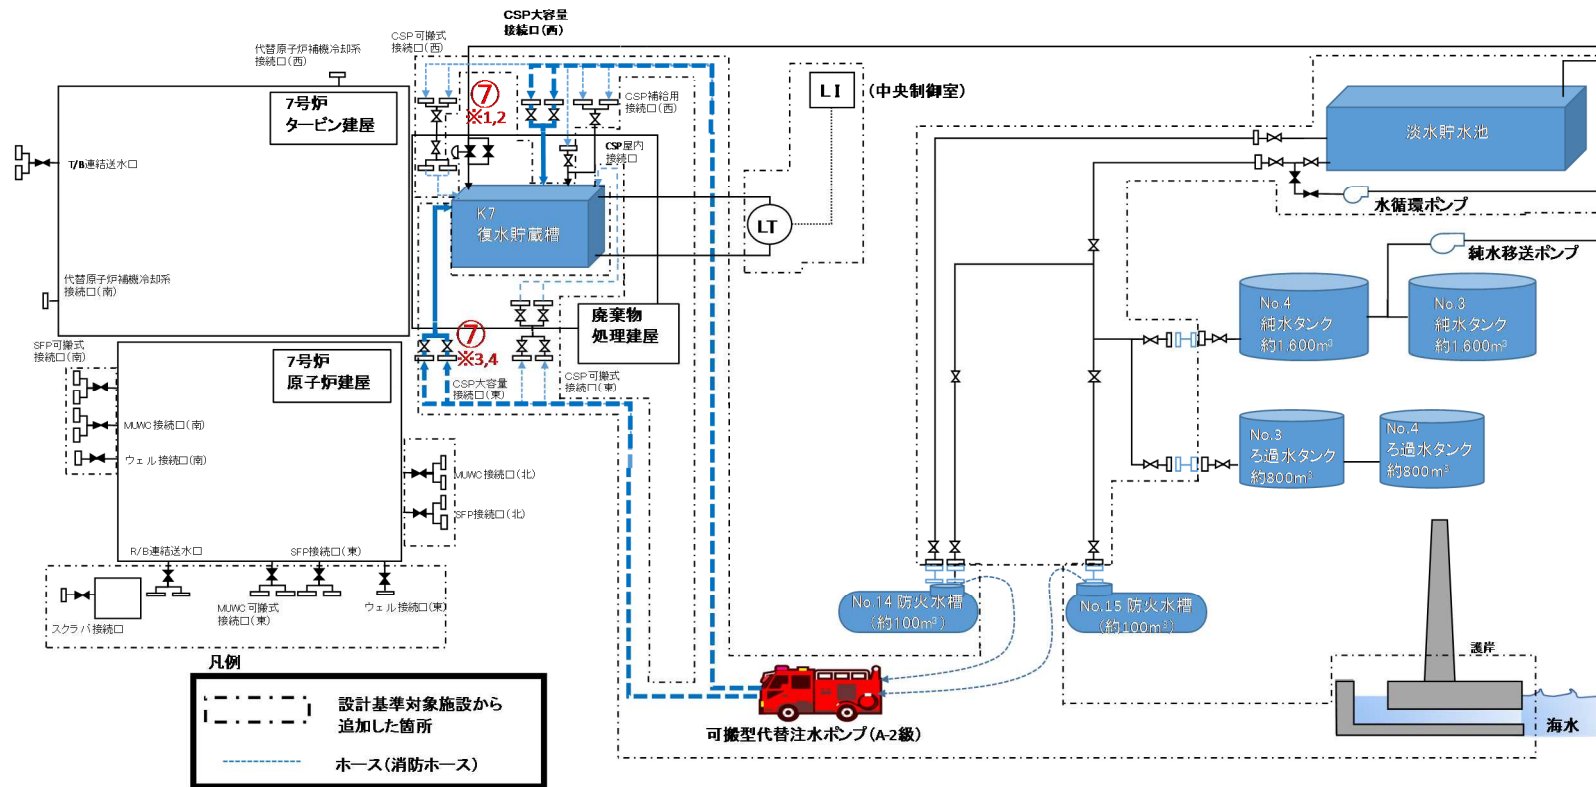 CSP大容量
接続口(西)
CSP可搬式
接続口(西)
代替原子炉補機冷却系
接続口(西)
7号炉
タービン建屋
⑦
※1,2
CSP補給用
接続口(西)
LI
(中央制御室)
淡水貯水池
T/B連結送水口
CSP屋内
接続口
K7
復水貯蔵槽
LT
水循環ポンプ
純水移送ポンプ
代替原子炉補機冷却系
接続口(南)
No.4
純水タンク
約1,600m³
No.3
純水タンク
約1,600m³
廃棄物
処理建屋
⑦
※3,4
SFP可搬式
接続口(南)
7号炉
原子炉建屋
CSP大容量
接続口(東)
CSP可搬式
接続口(東)
MUWC接続口(南)
ウェル接続口(南)
No.3
ろ過水タンク
約800m³
No.4
ろ過水タンク
約800m³
MUWC接続口(北)
SFP接続口(北)
R/B連結送水口
SFP接続口(東)
MUWC可搬式
接続口(東)
ウェル接続口(東)
スクラバ接続口
No.14 防火水槽
(約100m³)
No.15 防火水槽
(約100m³)
護岸
海水
可搬型代替注水ポンプ(A-2級)
凡例
設計基準対象施設から
追加した箇所
ホース(消防ホース)